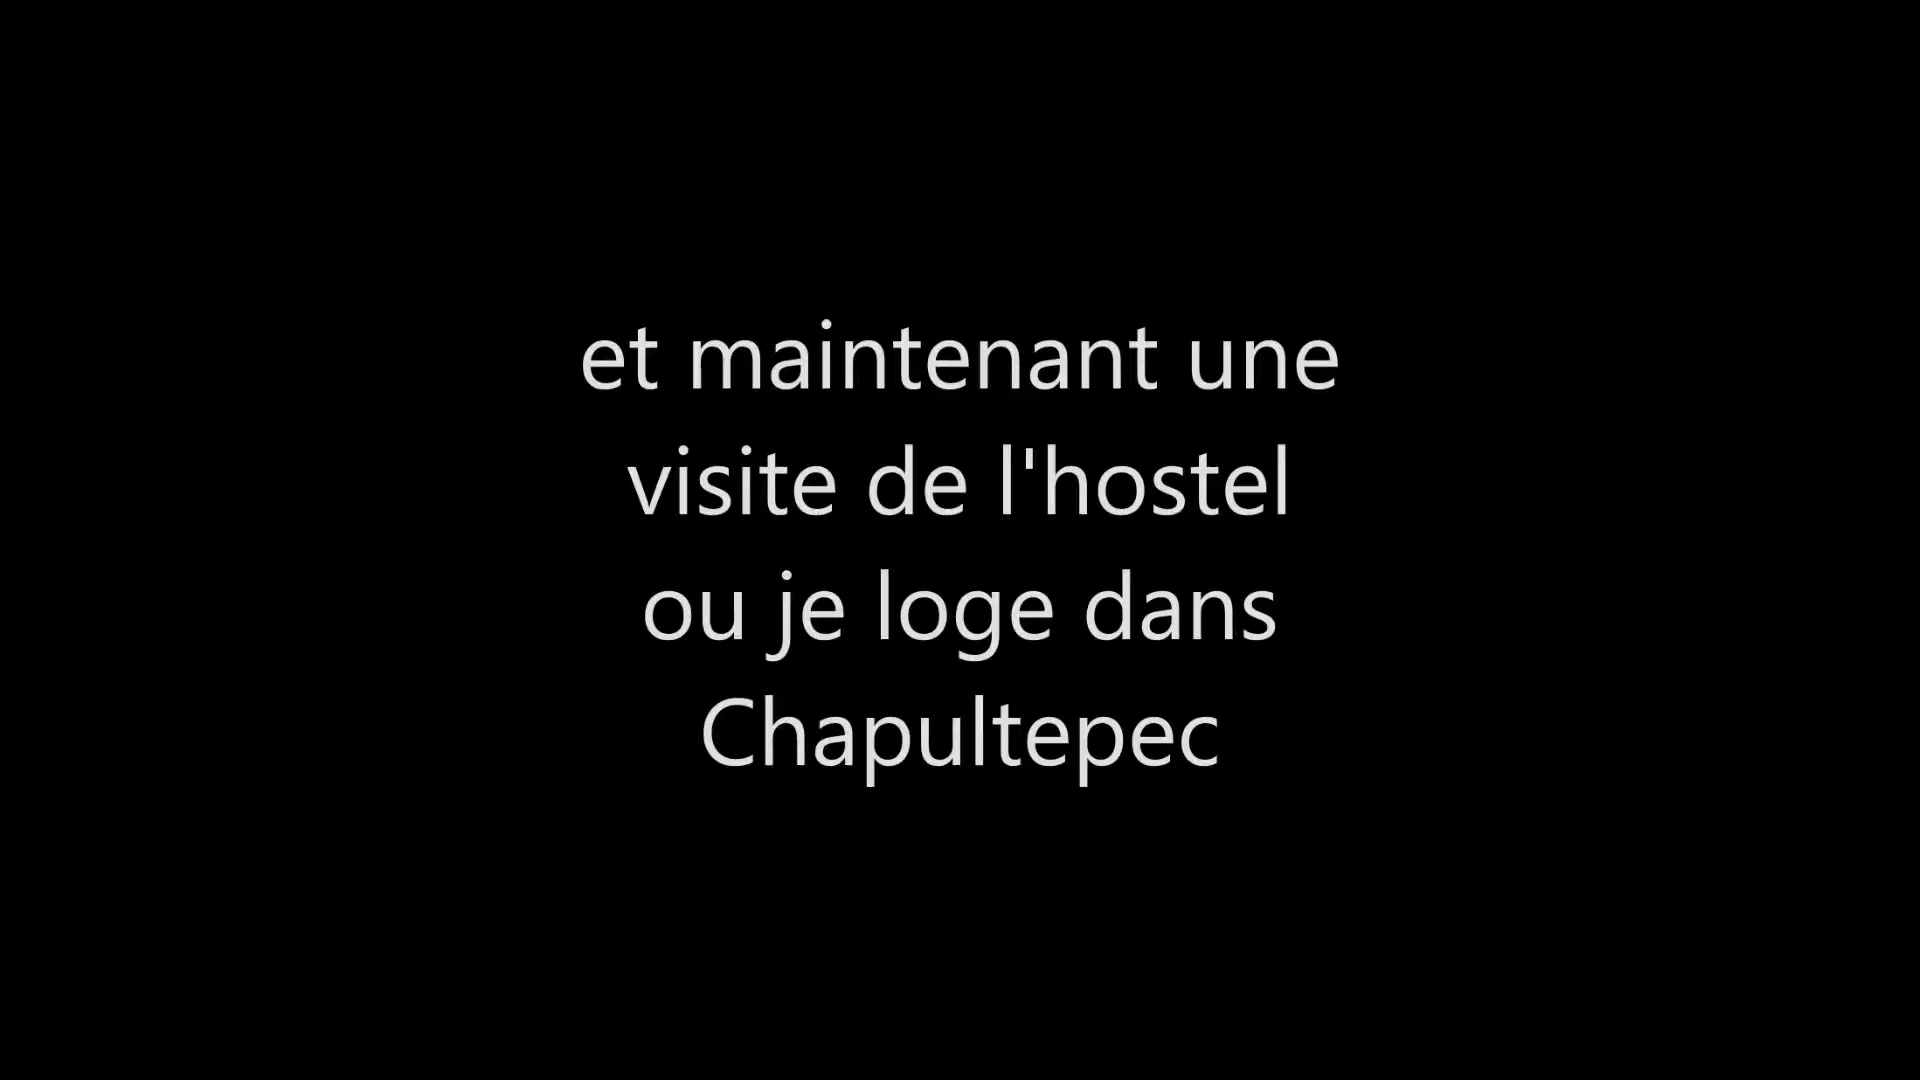 et maintenant une
visite de l'hostel
ou je loge dans
Chapultepec